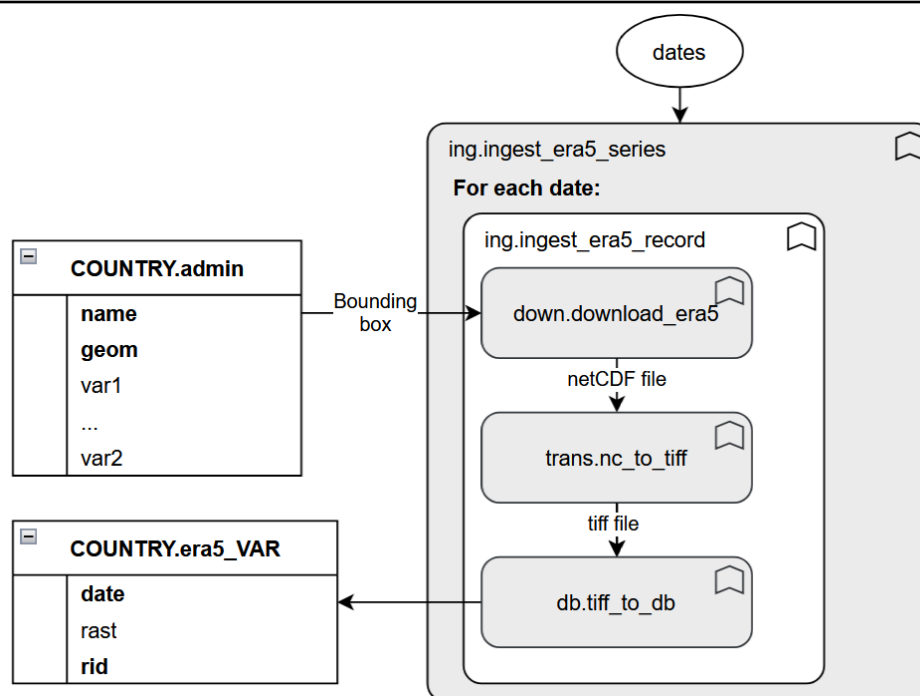 dates
ing.ingest_era5_series
For each date:
ing.ingest_era5_record
COUNTRY.admin
name
geom
var1
...
var2
Bounding
box
down.download_era5
netCDF file
trans.nc_to_tiff
tiff file
db.tiff_to_db
COUNTRY.era5_VAR
date
rast
rid